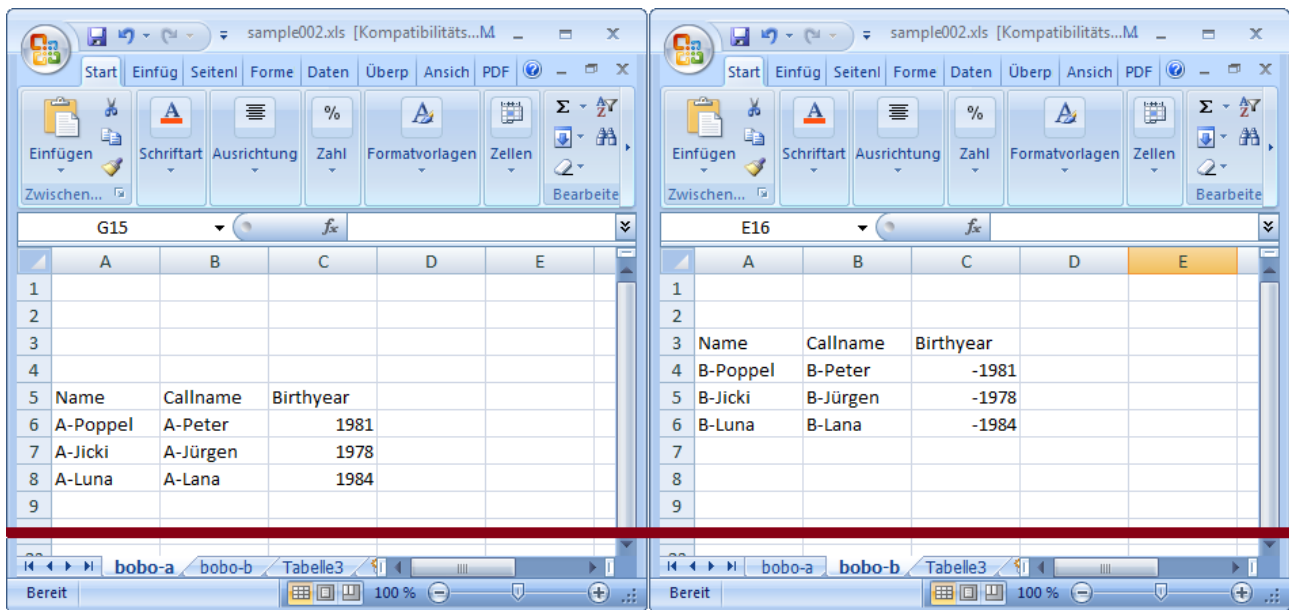 sample002.xls [Kompatibilitäts...M
Start Einfüg Seitenl Forme Daten Überp Ansich PDF
Einfügen Schriftart Ausrichtung Zahl Formatvorlagen Zellen
Zwischen... Bearbeite
G15 fx
A B C D E
1
2
3
4
5 Name Callname Birthyear
6 A-Poppel A-Peter 1981
7 A-Jicki A-Jürgen 1978
8 A-Luna A-Lana 1984
9
bobo-a bobo-b Tabelle3
Bereit 100 %
sample002.xls [Kompatibilitäts...M
Start Einfüg Seitenl Forme Daten Überp Ansich PDF
Einfügen Schriftart Ausrichtung Zahl Formatvorlagen Zellen
Zwischen... Bearbeite
E16 fx
A B C D E
1
2
3 Name Callname Birthyear
4 B-Poppel B-Peter -1981
5 B-Jicki B-Jürgen -1978
6 B-Luna B-Lana -1984
7
8
9
bobo-a bobo-b Tabelle3
Bereit 100 %